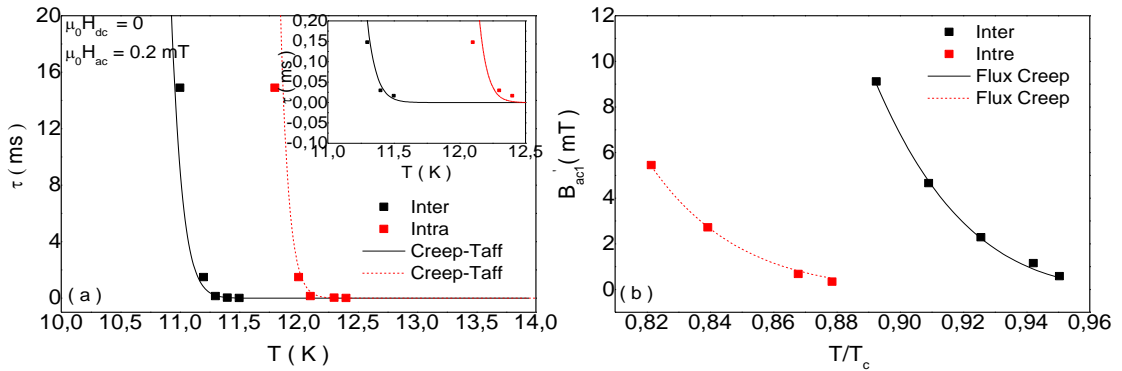 μ₀H_dc = 0
μ₀H_ac = 0.2 mT
τ ( ms )
20
16
12
8
4
0
( a )
10,0 10,5 11,0 11,5 12,0 12,5 13,0 13,5 14,0
T ( K )
Inter
Intra
Creep-Taff
Creep-Taff
τ ( ms )
0,20
0,15
0,10
0,05
0,00
-0,05
-0,10
11,0 11,5 12,0 12,5
T ( K )
B'_ac1 ( mT )
12
10
8
6
4
2
0
( b )
0,82 0,84 0,86 0,88 0,90 0,92 0,94 0,96
T/T_c
Inter
Intre
Flux Creep
Flux Creep